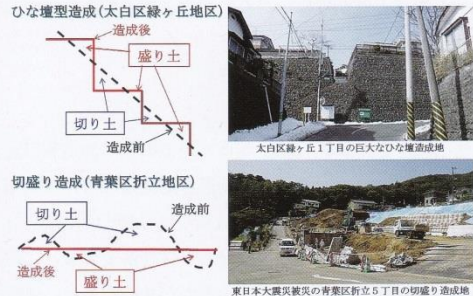 ひな壇型造成(太白区緑ヶ丘地区)
造成後
盛り土
切り土
造成前
太白区緑ヶ丘1丁目の巨大なひな壇造成地
切盛り造成(青葉区折立地区)
切り土
造成前
造成後
盛り土
東日本大震災被災の青葉区折立5丁目の切盛り造成地